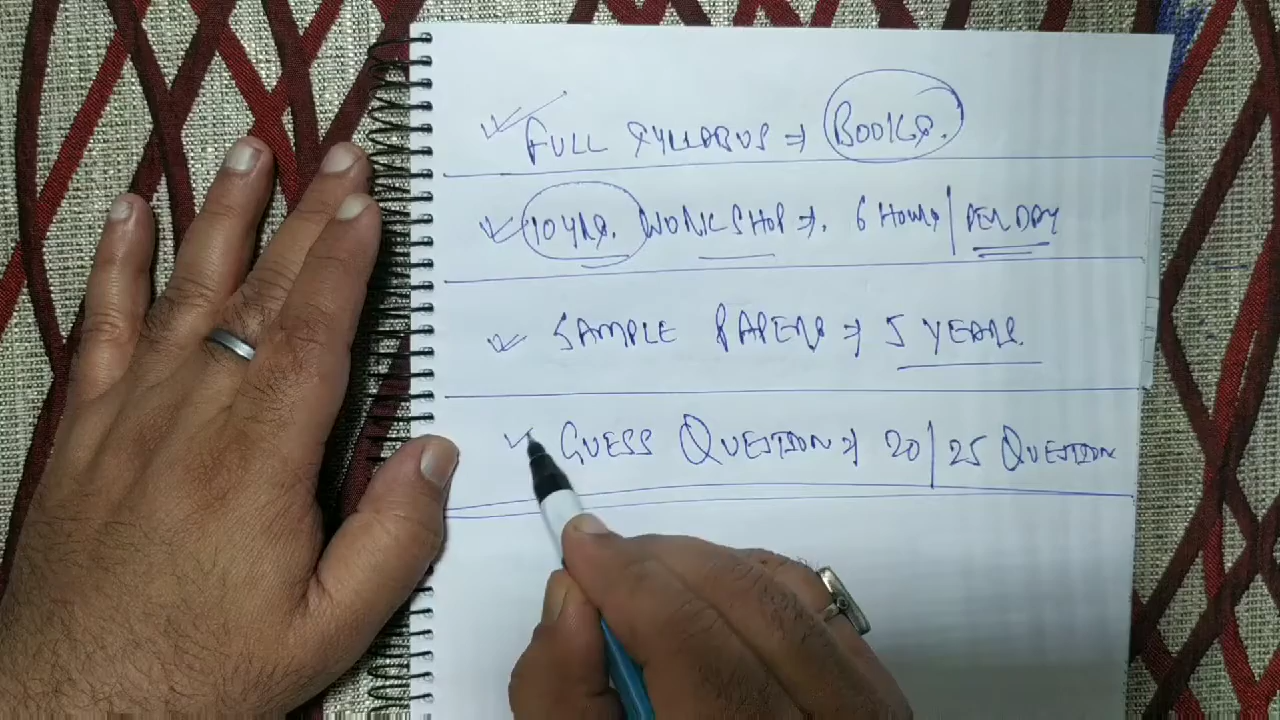 FULL SYLLABUS ⇒ BOOKS.
10 YRS. WORKSHOP ⇒. 6 HOURS | PER DAY
SAMPLE PAPERS ⇒ 5 YEARS.
GUESS QUESTION ⇒ 20 | 25 QUESTION